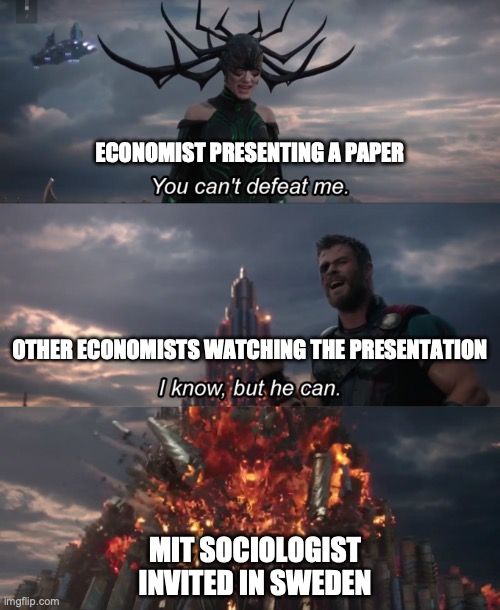 ECONOMIST PRESENTING A PAPER
You can't defeat me.
OTHER ECONOMISTS WATCHING THE PRESENTATION
I know, but he can.
MIT SOCIOLOGIST
INVITED IN SWEDEN
imgflip.com